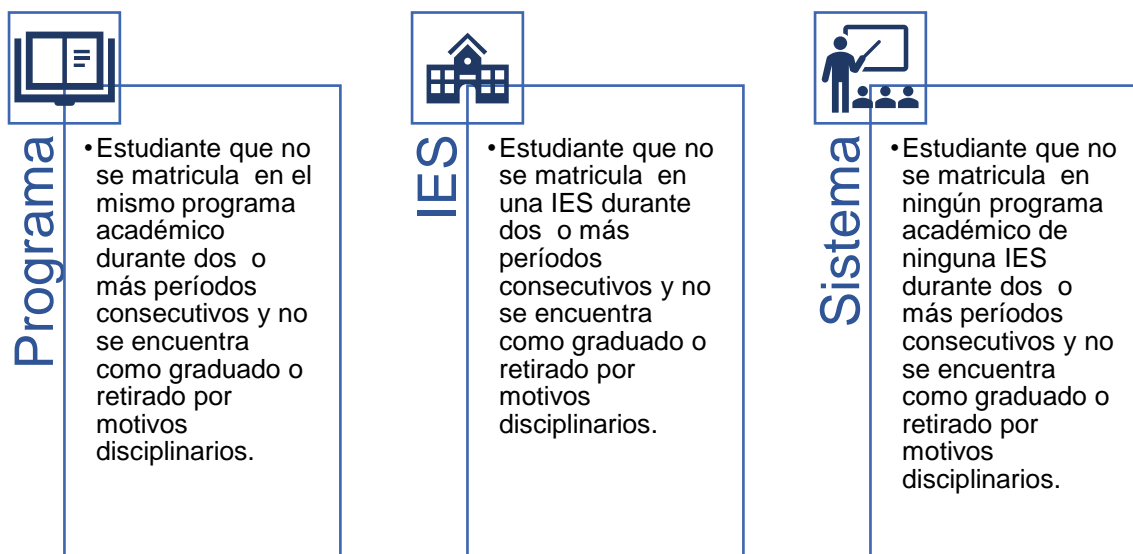 Programa
•Estudiante que no
se matricula en el
mismo programa
académico
durante dos o
más períodos
consecutivos y no
se encuentra
como graduado o
retirado por
motivos
disciplinarios.
IES
•Estudiante que no
se matricula en
una IES durante
dos o más
períodos
consecutivos y no
se encuentra
como graduado o
retirado por
motivos
disciplinarios.
Sistema
•Estudiante que no
se matricula en
ningún programa
académico de
ninguna IES
durante dos o
más períodos
consecutivos y no
se encuentra
como graduado o
retirado por
motivos
disciplinarios.